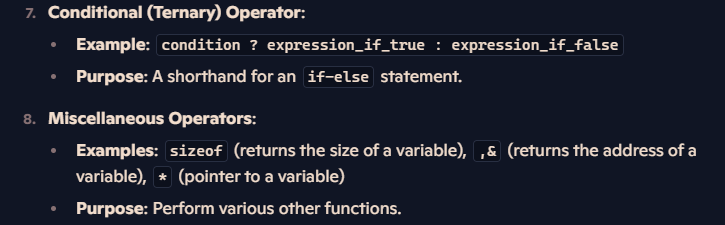 7. Conditional (Ternary) Operator:
• Example: condition ? expression_if_true : expression_if_false
• Purpose: A shorthand for an if-else statement.
8. Miscellaneous Operators:
• Examples: sizeof (returns the size of a variable), ,& (returns the address of a
variable), * (pointer to a variable)
• Purpose: Perform various other functions.